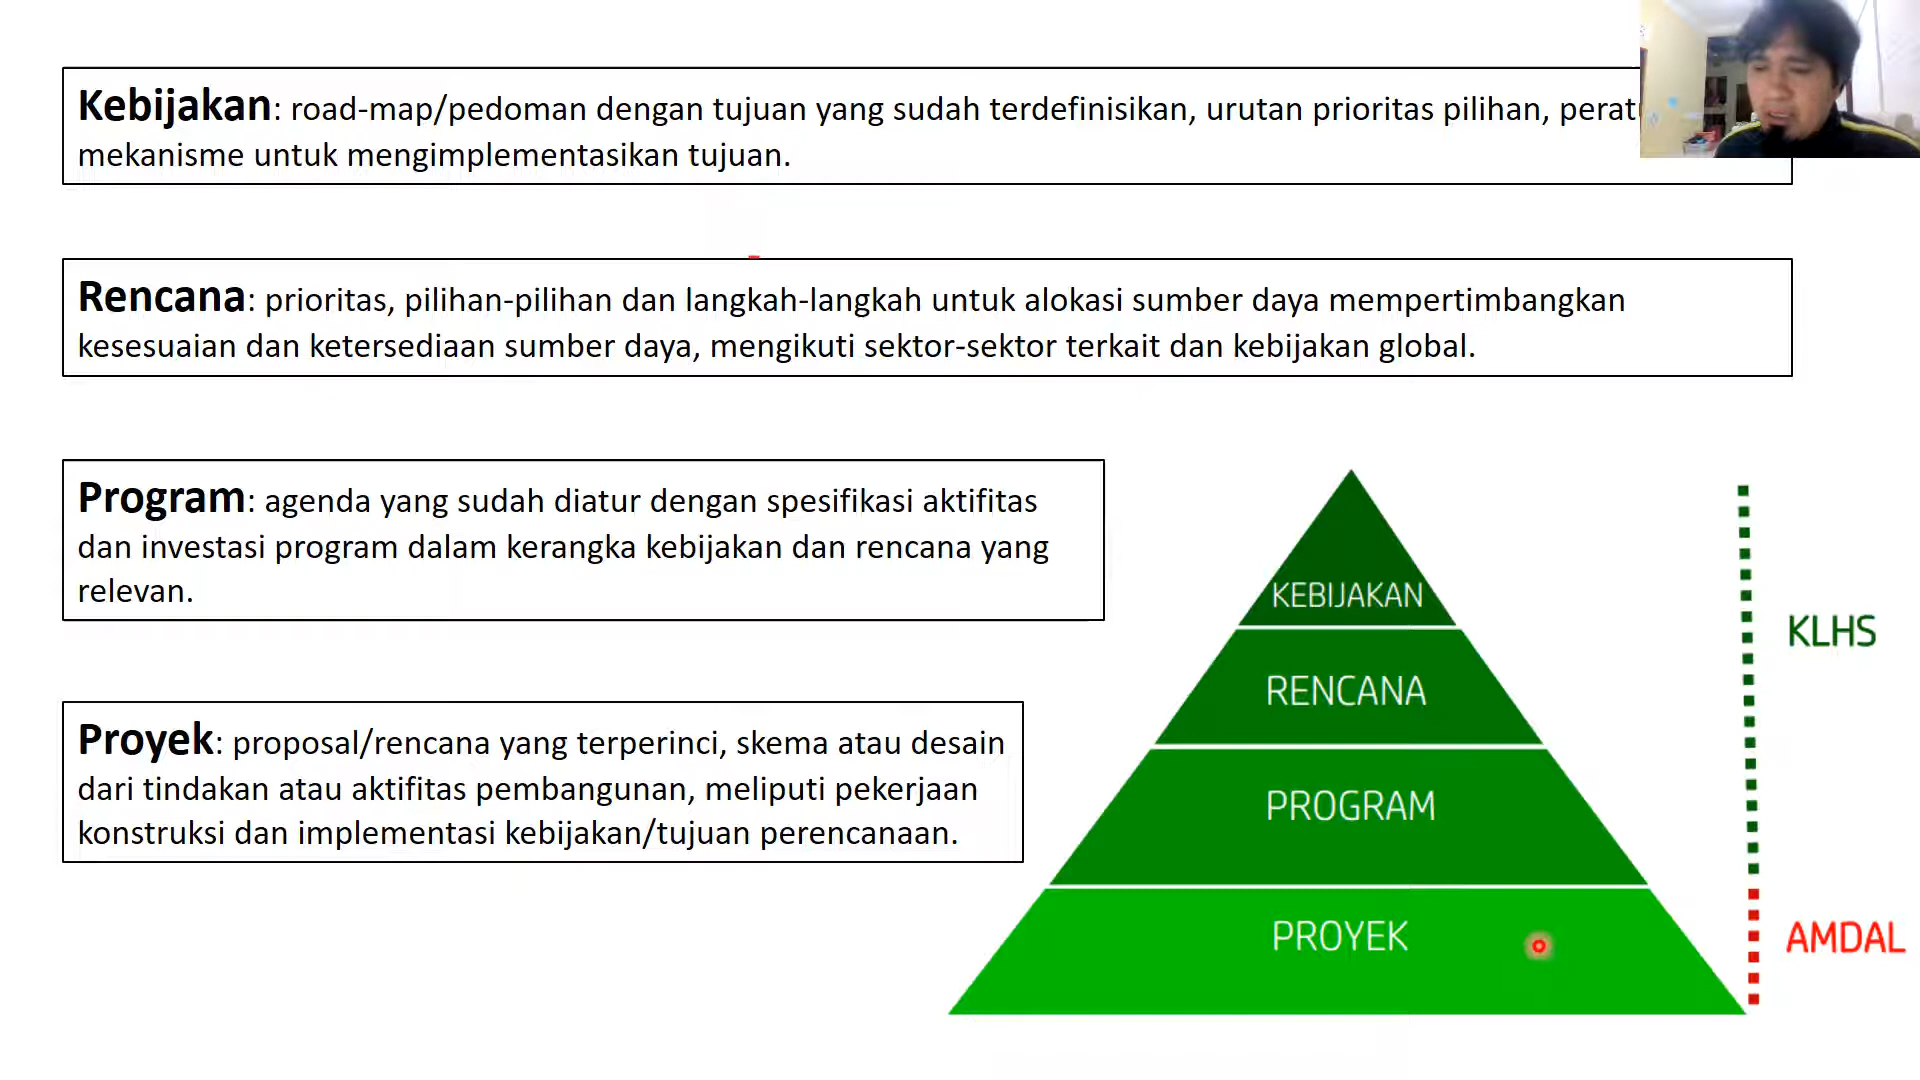 Kebijakan: road-map/pedoman dengan tujuan yang sudah terdefinisikan, urutan prioritas pilihan,
mekanisme untuk mengimplementasikan tujuan.
Rencana: prioritas, pilihan-pilihan dan langkah-langkah untuk alokasi sumber daya mempertimbangkan
kesesuaian dan ketersediaan sumber daya, mengikuti sektor-sektor terkait dan kebijakan global.
Program: agenda yang sudah diatur dengan spesifikasi aktifitas
dan investasi program dalam kerangka kebijakan dan rencana yang
relevan.
Proyek: proposal/rencana yang terperinci, skema atau desain
dari tindakan atau aktifitas pembangunan, meliputi pekerjaan
konstruksi dan implementasi kebijakan/tujuan perencanaan.
KEBIJAKAN
RENCANA
PROGRAM
PROYEK
KLHS
AMDAL